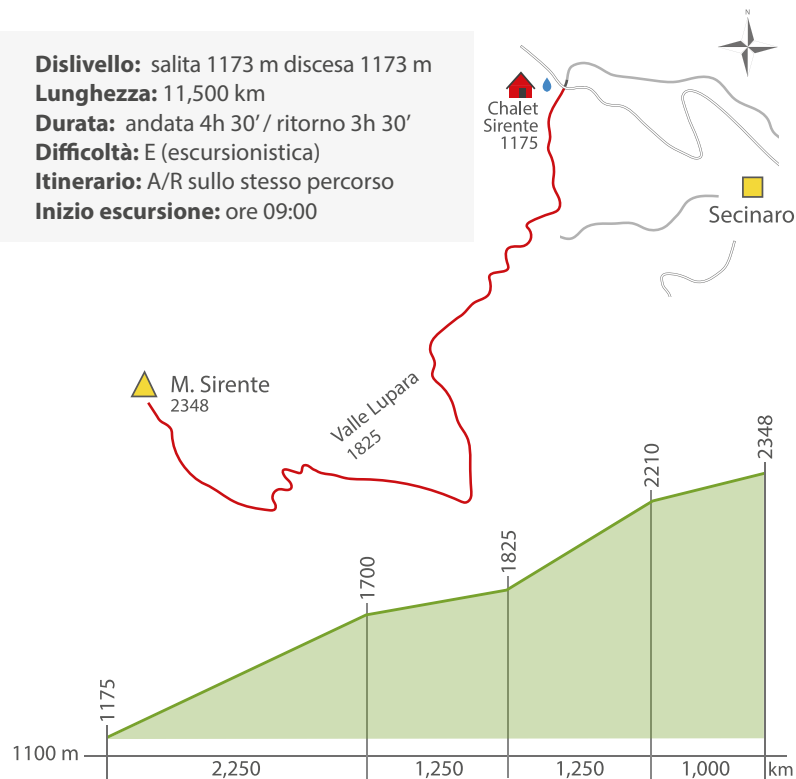 N
Dislivello: salita 1173 m discesa 1173 m
Lunghezza: 11,500 km
Durata: andata 4h 30' / ritorno 3h 30'
Difficoltà: E (escursionistica)
Itinerario: A/R sullo stesso percorso
Inizio escursione: ore 09:00
Chalet
Sirente
1175
Secinaro
M. Sirente
2348
Valle Lupara
1825
1175
1700
1825
2210
2348
1100 m
2,250
1,250
1,250
1,000
km